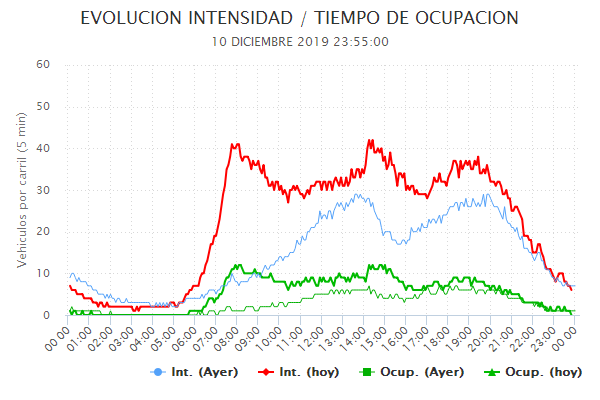 EVOLUCION INTENSIDAD / TIEMPO DE OCUPACION
10 DICIEMBRE 2019 23:55:00
Vehiculos por carril (5 min)
60
50
40
30
20
10
0
00:00 01:00 02:00 03:00 04:00 05:00 06:00 07:00 08:00 09:00 10:00 11:00 12:00 13:00 14:00 15:00 16:00 17:00 18:00 19:00 20:00 21:00 22:00 23:00 00:00
Int. (Ayer) Int. (hoy) Ocup. (Ayer) Ocup. (hoy)